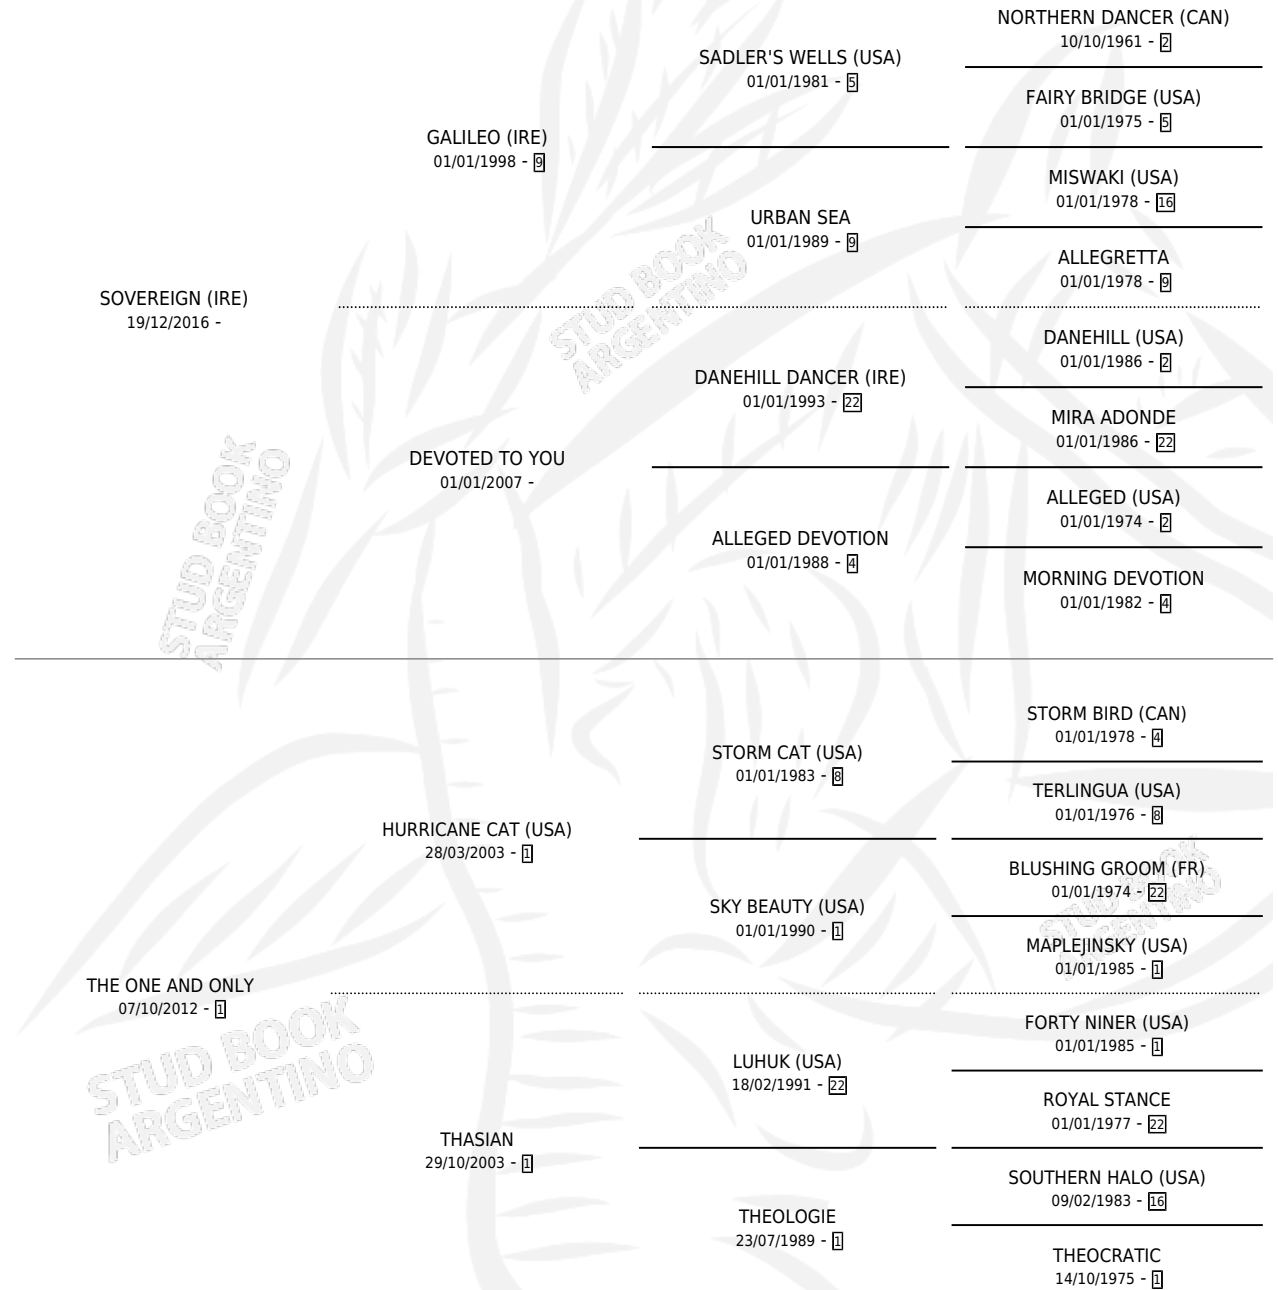 NORTHERN DANCER (CAN)
10/10/1961 - 2
SADLER'S WELLS (USA)
01/01/1981 - 5
FAIRY BRIDGE (USA)
01/01/1975 - 5
GALILEO (IRE)
01/01/1998 - 9
MISWAKI (USA)
01/01/1978 - 16
URBAN SEA
01/01/1989 - 9
ALLEGRETTA
01/01/1978 - 9
SOVEREIGN (IRE)
19/12/2016 -
DANEHILL (USA)
01/01/1986 - 2
DANEHILL DANCER (IRE)
01/01/1993 - 22
MIRA ADONDE
01/01/1986 - 22
DEVOTED TO YOU
01/01/2007 -
ALLEGED (USA)
01/01/1974 - 2
ALLEGED DEVOTION
01/01/1988 - 4
MORNING DEVOTION
01/01/1982 - 4
STORM BIRD (CAN)
01/01/1978 - 4
STORM CAT (USA)
01/01/1983 - 8
TERLINGUA (USA)
01/01/1976 - 8
HURRICANE CAT (USA)
28/03/2003 - 1
BLUSHING GROOM (FR)
01/01/1974 - 22
SKY BEAUTY (USA)
01/01/1990 - 1
MAPLEJINSKY (USA)
01/01/1985 - 1
THE ONE AND ONLY
07/10/2012 - 1
FORTY NINER (USA)
01/01/1985 - 1
LUHUK (USA)
18/02/1991 - 22
ROYAL STANCE
01/01/1977 - 22
THASIAN
29/10/2003 - 1
SOUTHERN HALO (USA)
09/02/1983 - 16
THEOLOGIE
23/07/1989 - 1
THEOCRATIC
14/10/1975 - 1
STUD BOOK
ARGENTINO
STUD BOOK
ARGENTINO
STUD BOOK
ARGENTINO
STUD BOOK
ARGENTINO